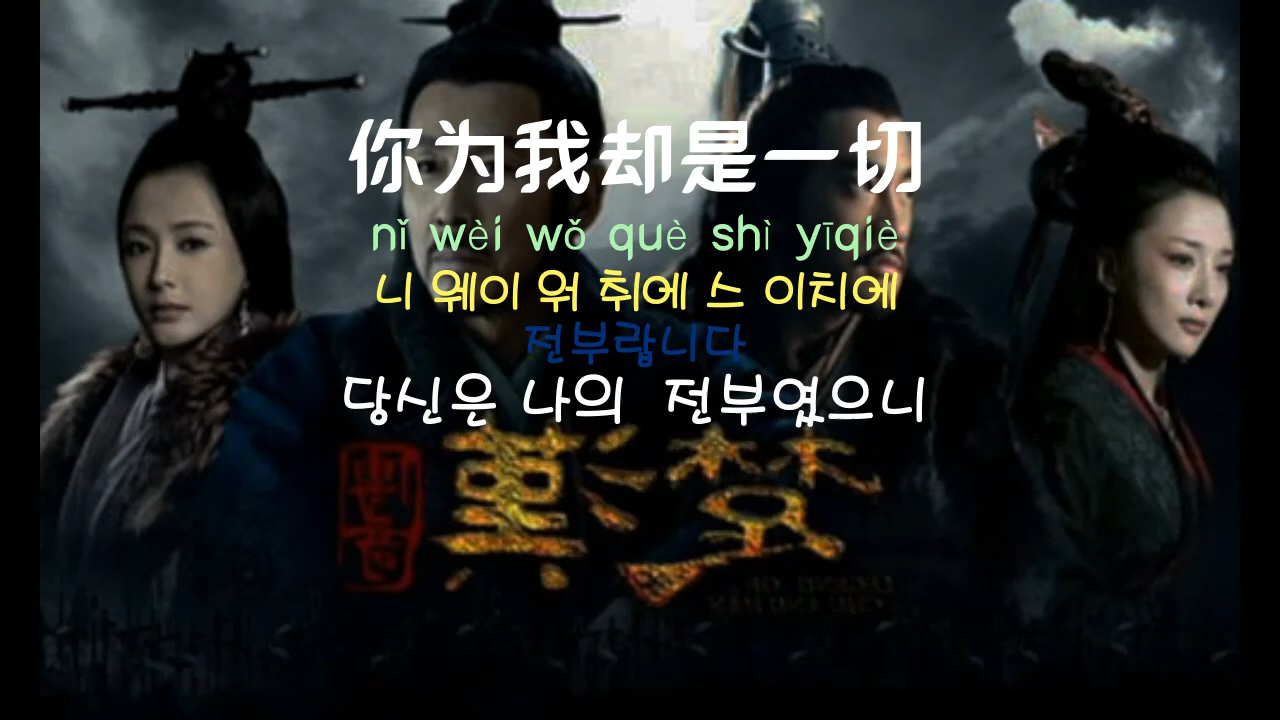 你为我却是一切
nǐ wèi wǒ què shì yīqiè
니 웨이 워 취에 스 이치에
전부랍니다
당신은 나의 전부였으니